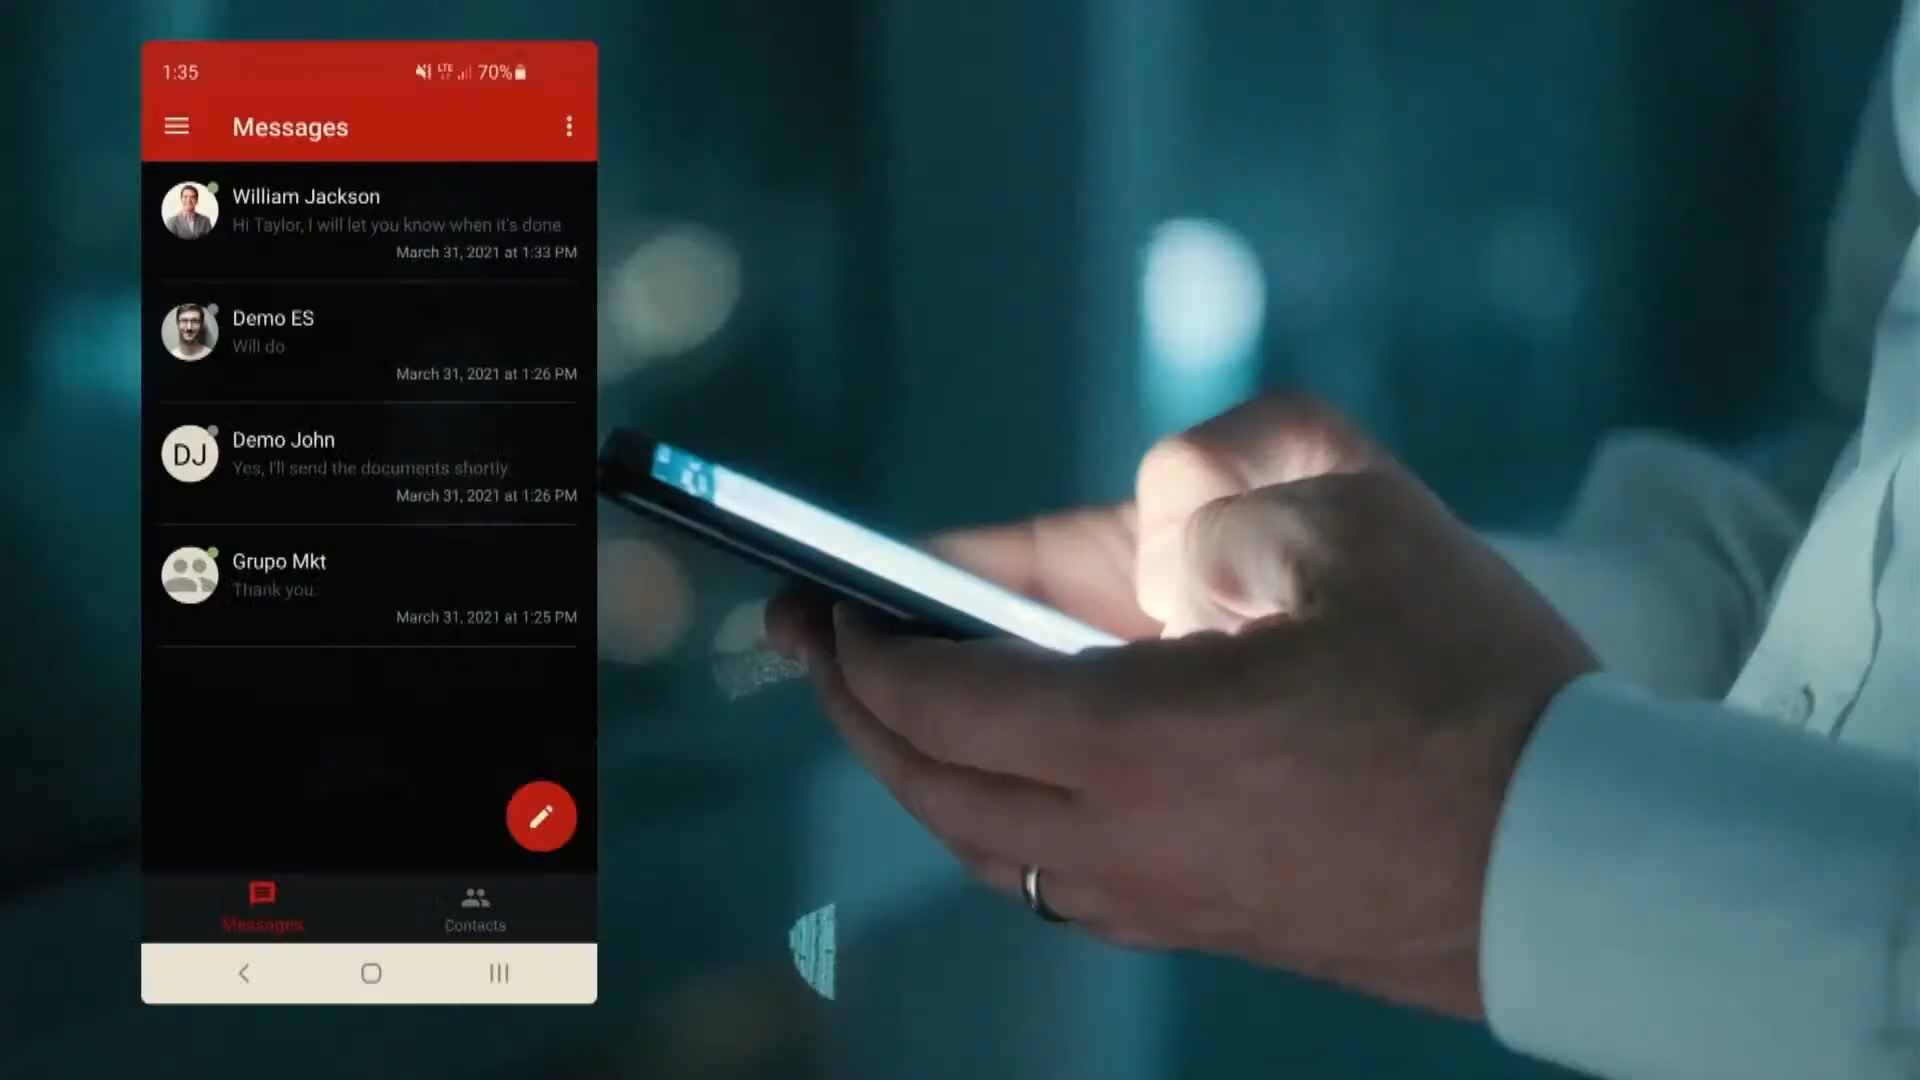 1:35
LTE
70%
Messages
William Jackson
Hi Taylor, I will let you know when it's done
March 31, 2021 at 1:33 PM
Demo ES
Will do
March 31, 2021 at 1:26 PM
DJ
Demo John
Yes, I'll send the documents shortly
March 31, 2021 at 1:26 PM
Grupo Mkt
Thank you.
March 31, 2021 at 1:25 PM
Messages
Contacts